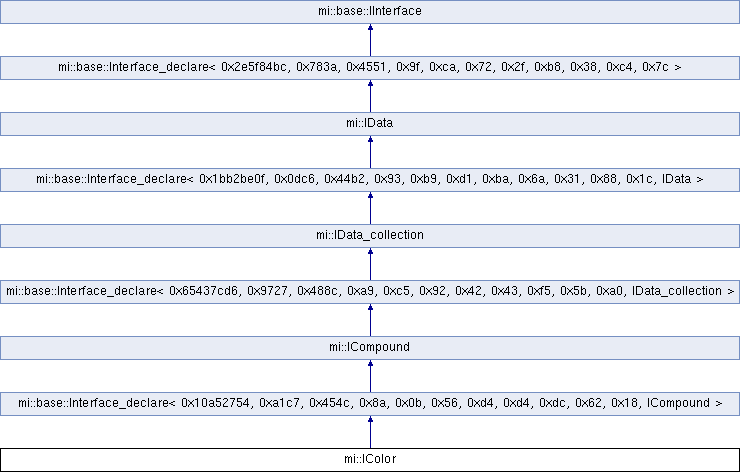 mi::base::IInterface
mi::base::Interface_declare< 0x2e5f84bc, 0x783a, 0x4551, 0x9f, 0xca, 0x72, 0x2f, 0xb8, 0x38, 0xc4, 0x7c >
mi::IData
mi::base::Interface_declare< 0x1bb2be0f, 0x0dc6, 0x44b2, 0x93, 0xb9, 0xd1, 0xba, 0x6a, 0x31, 0x88, 0x1c, IData >
mi::IData_collection
mi::base::Interface_declare< 0x65437cd6, 0x9727, 0x488c, 0xa9, 0xc5, 0x92, 0x42, 0x43, 0xf5, 0x5b, 0xa0, IData_collection >
mi::ICompound
mi::base::Interface_declare< 0x10a52754, 0xa1c7, 0x454c, 0x8a, 0x0b, 0x56, 0xd4, 0xd4, 0xdc, 0x62, 0x18, ICompound >
mi::IColor